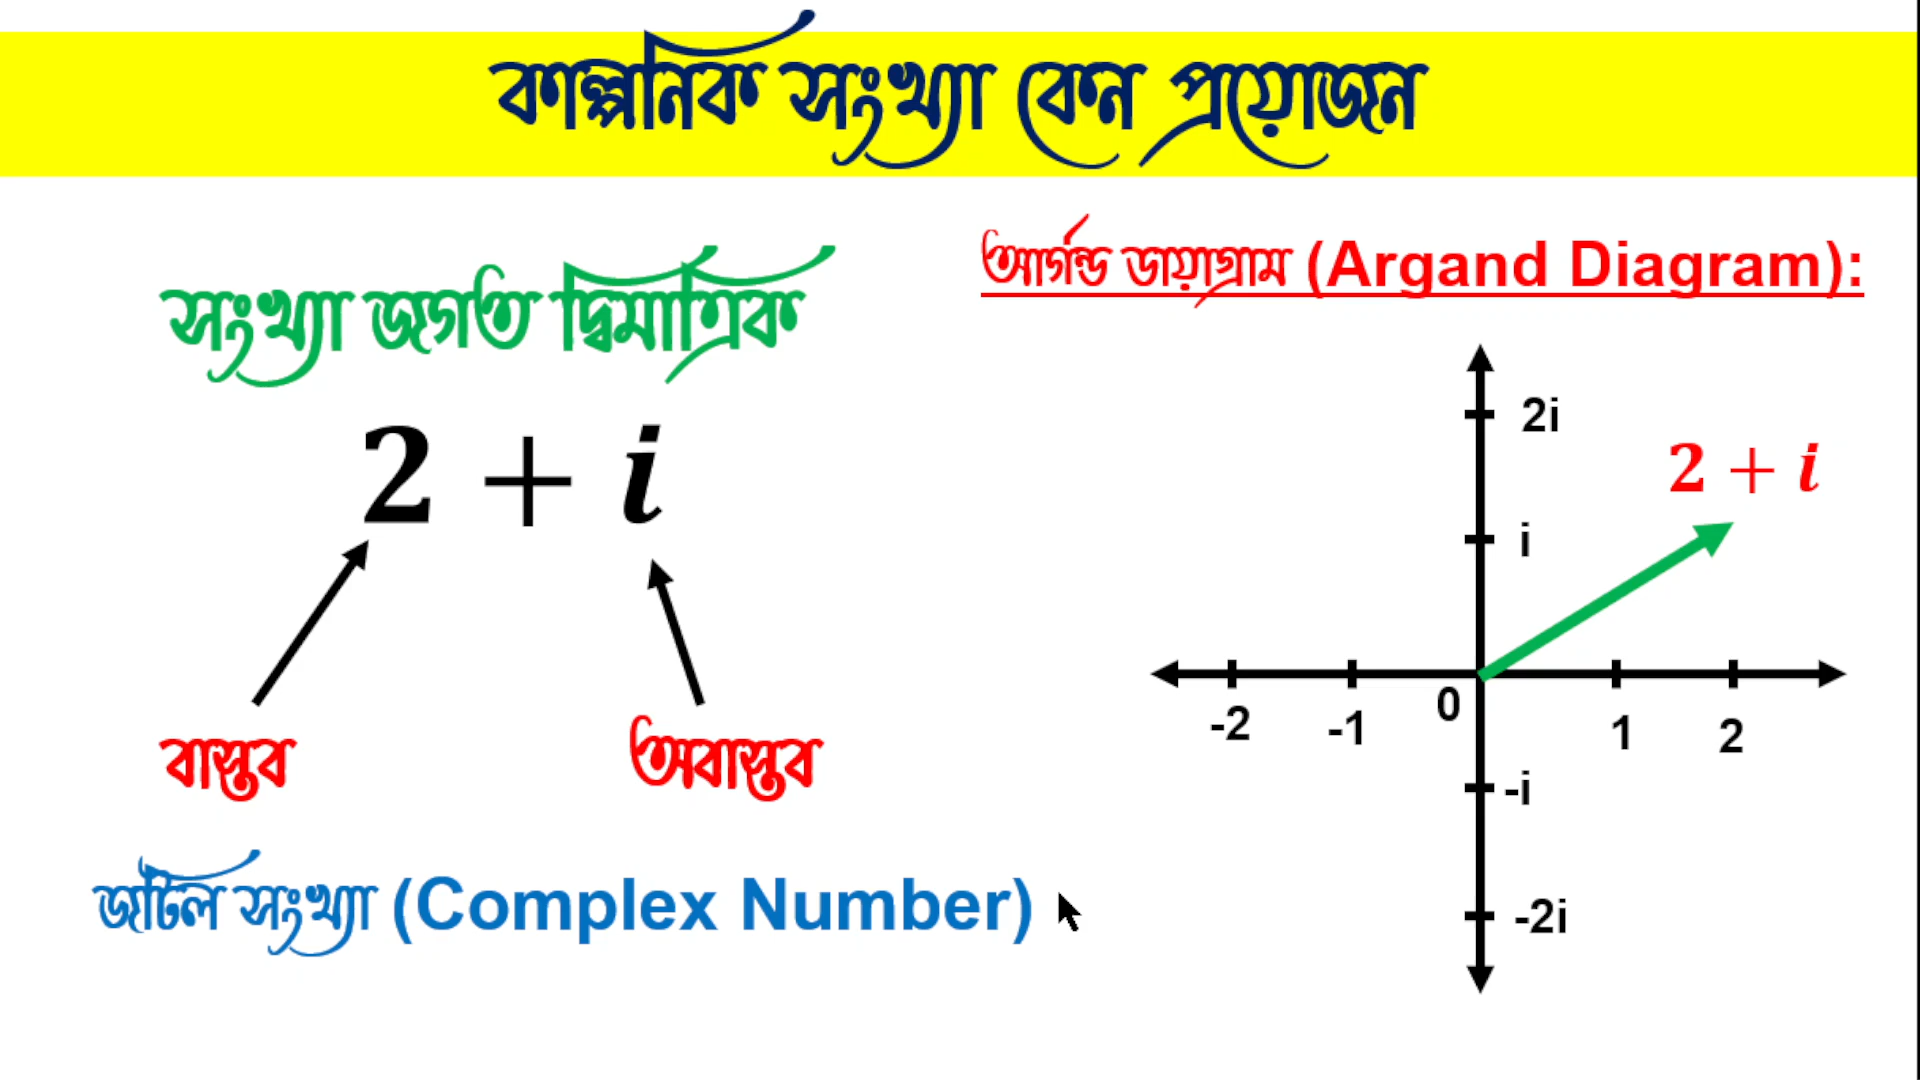 কাল্পনিক সংখ্যা কেন প্রয়োজন
সংখ্যা জগত দ্বিমাত্রিক
2 + i
বাস্তব
অবাস্তব
জটিল সংখ্যা (Complex Number)
আর্গন্ড ডায়াগ্রাম (Argand Diagram):
2i
2 + i
i
0
-2
-1
1
2
-i
-2i